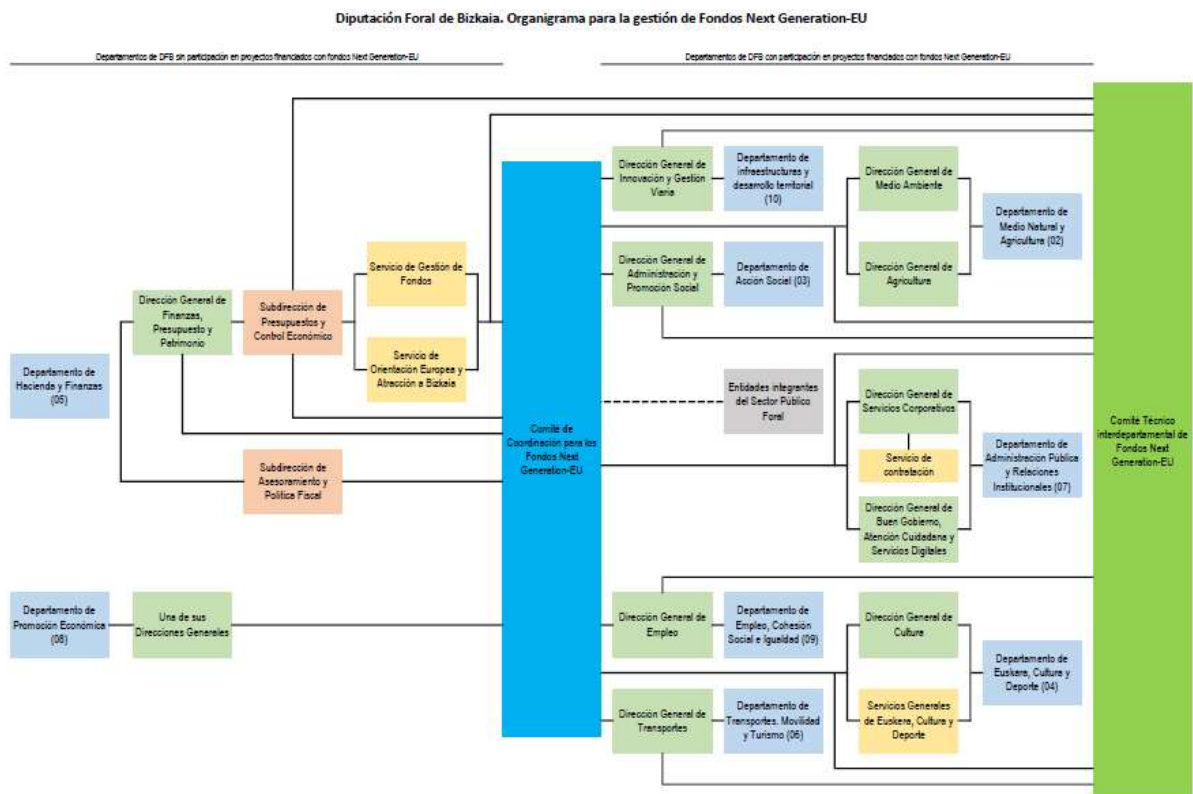 Diputación Foral de Bizkaia. Organigrama para la gestión de Fondos Next Generation-EU
Departamentos de DFB sin participación en proyectos financiados con fondos Next Generation-EU
Departamentos de DFB con participación en proyectos financiados con fondos Next Generation-EU
Departamento de
Hacienda y Finanzas
(05)
Dirección General de
Finanzas,
Presupuesto y
Patrimonio
Subdirección de
Presupuestos y
Control Económico
Servicio de Gestión de
Fondos
Servicio de
Orientación Europea y
Atracción a Bizkaia
Subdirección de
Asesoramiento y
Política Fiscal
Departamento de
Promoción Económica
(08)
Una de sus
Direcciones Generales
Comité de
Coordinación para los
Fondos Next
Generation-EU
Dirección General de
Innovación y Gestión
Viaria
Departamento de
infraestructuras y
desarrollo territorial
(10)
Dirección General de
Medio Ambiente
Dirección General de
Agricultura
Departamento de
Medio Natural y
Agricultura (02)
Dirección General de
Administración y
Promoción Social
Departamento de
Acción Social (03)
Entidades integrantes
del Sector Público
Foral
Dirección General de
Servicios Corporativos
Servicio de
contratación
Dirección General de
Buen Gobierno,
Atención Cuidadana y
Servicios Digitales
Departamento de
Administración Pública
y Relaciones
Institucionales (07)
Dirección General de
Empleo
Departamento de
Empleo, Cohesión
Social e Igualdad (09)
Dirección General de
Cultura
Servicios Generales
de Euskera, Cultura y
Deporte
Departamento de
Euskara, Cultura y
Deporte (04)
Dirección General de
Transportes
Departamento de
Transportes. Movilidad
y Turismo (06)
Comité Técnico
interdepartamental de
Fondos Next
Generation-EU